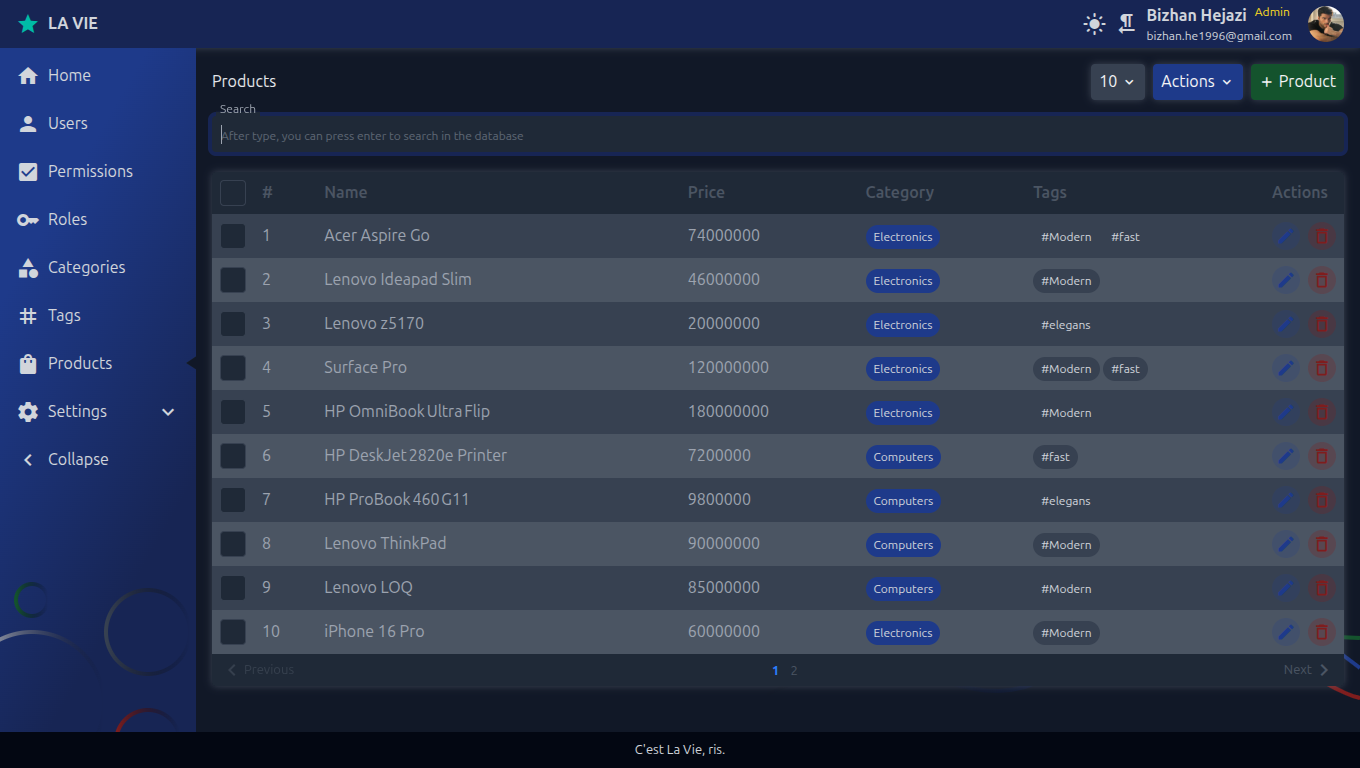 LA VIE
Bizhan Hejazi Admin
bizhan.he1996@gmail.com
Home
Users
Permissions
Roles
Categories
Tags
Products
Settings
Collapse
Products
10 Actions + Product
Search
After type, you can press enter to search in the database
# Name Price Category Tags Actions
1 Acer Aspire Go 74000000 Electronics #Modern #fast
2 Lenovo Ideapad Slim 46000000 Electronics #Modern
3 Lenovo z5170 20000000 Electronics #elegans
4 Surface Pro 120000000 Electronics #Modern #fast
5 HP OmniBook Ultra Flip 180000000 Electronics #Modern
6 HP DeskJet 2820e Printer 7200000 Computers #fast
7 HP ProBook 460 G11 9800000 Computers #elegans
8 Lenovo ThinkPad 90000000 Computers #Modern
9 Lenovo LOQ 85000000 Computers #Modern
10 iPhone 16 Pro 60000000 Electronics #Modern
Previous 1 2 Next
C'est La Vie, ris.